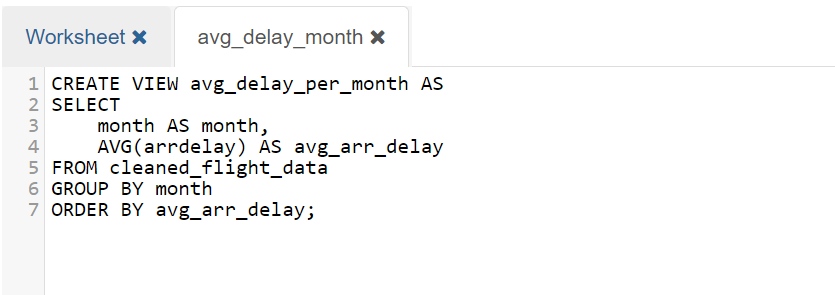 Worksheet ✖ avg_delay_month ✖
1 CREATE VIEW avg_delay_per_month AS
2 SELECT
3     month AS month,
4     AVG(arrdelay) AS avg_arr_delay
5 FROM cleaned_flight_data
6 GROUP BY month
7 ORDER BY avg_arr_delay;